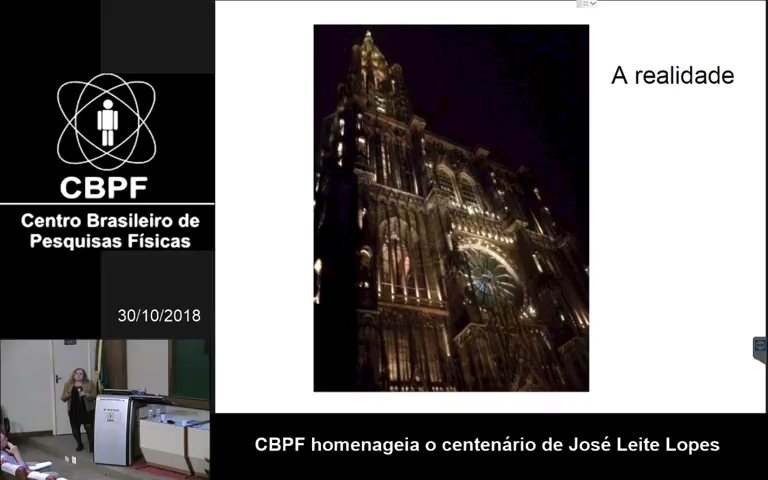 A realidade
CBPF
Centro Brasileiro de
Pesquisas Físicas
30/10/2018
CBPF homenageia o centenário de José Leite Lopes